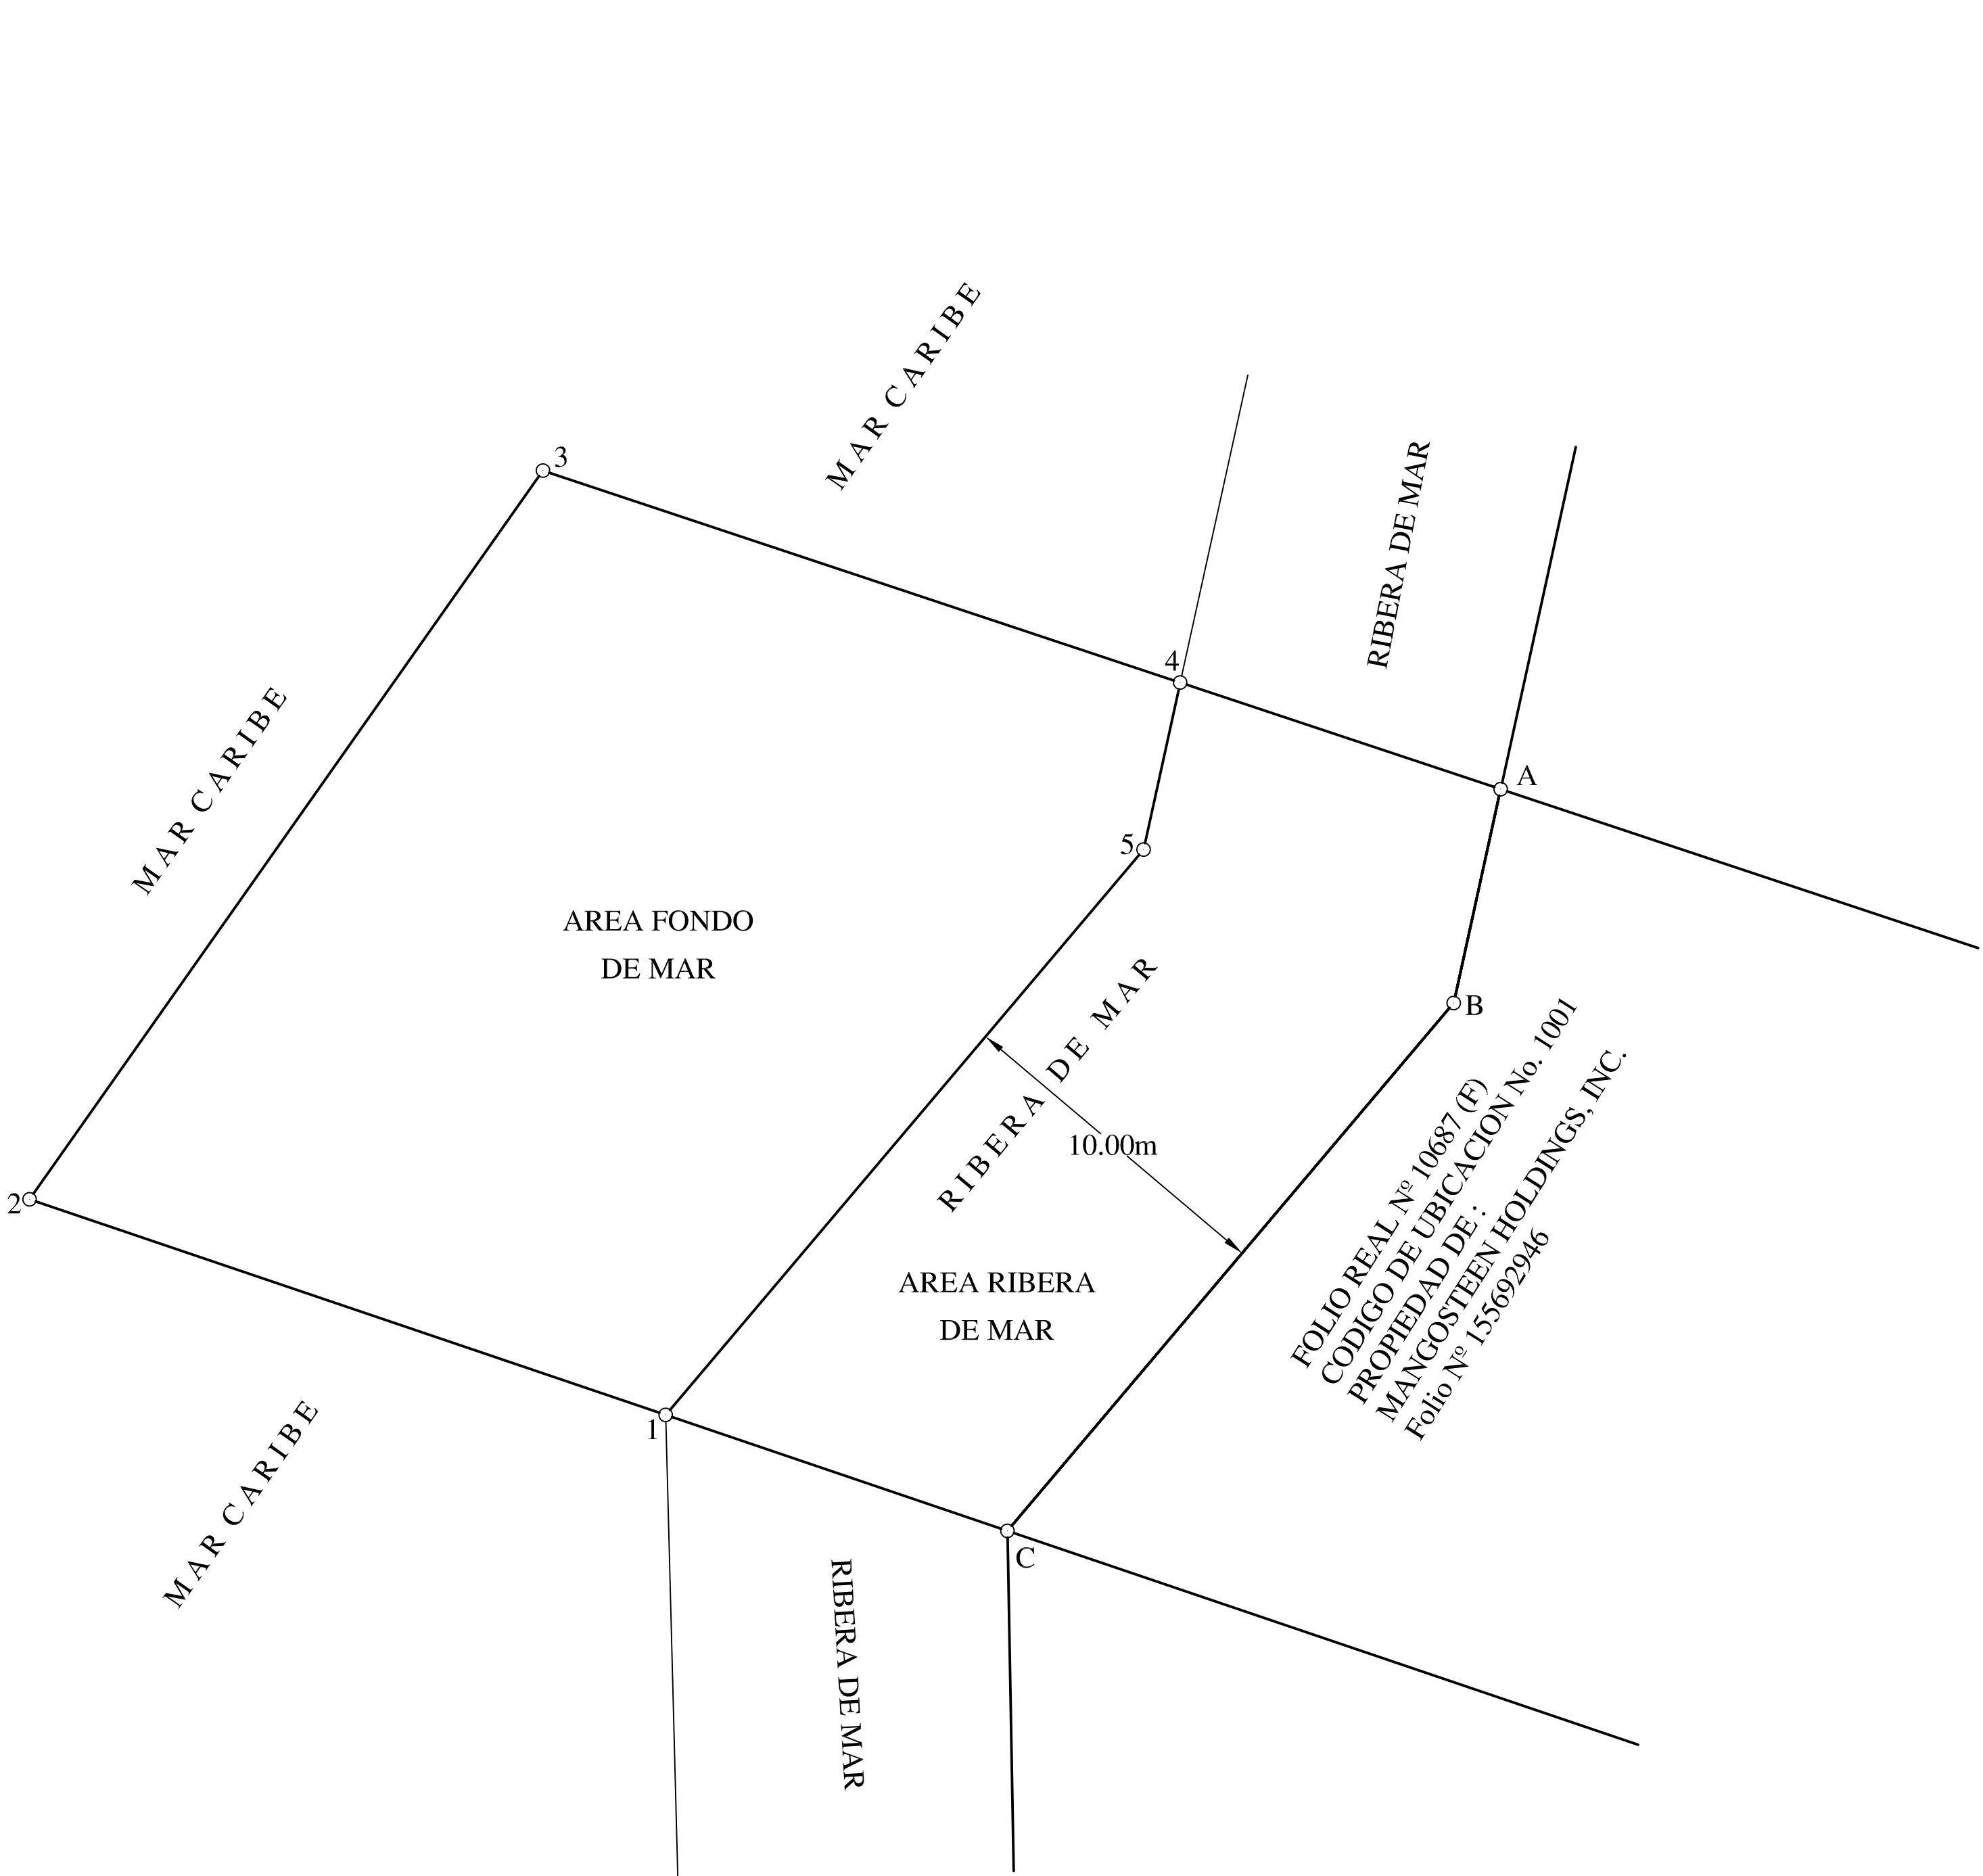 MAR CARIBE
3
RIBERA DE MAR
4
MAR CARIBE
A
5
AREA FONDO
DE MAR
B
RIBERA DE MAR
10.00m
2
FOLIO REAL Nº 10687 (F)
CODIGO DE UBICACION No. 1001
PROPIEDAD DE :
MANGOSTEEN HOLDINGS, INC.
Folio Nº 155692946
AREA RIBERA
DE MAR
1
MAR CARIBE
C
RIBERA DE MAR